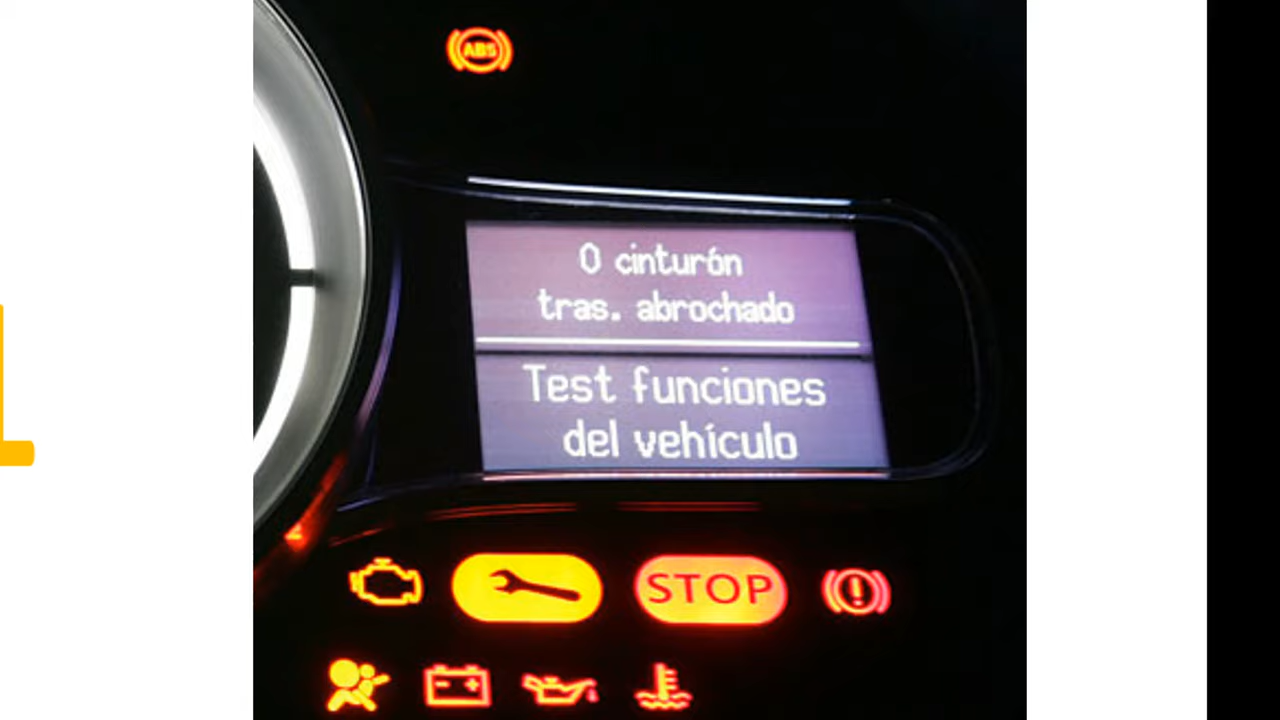 ABS
0 cinturón
tras. abrochado
Test funciones
del vehículo
STOP